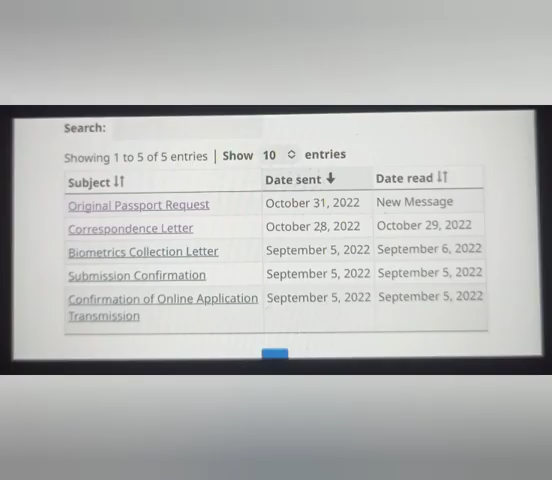 Search:
Showing 1 to 5 of 5 entries | Show 10 entries
Subject Date sent Date read
Original Passport Request October 31, 2022 New Message
Correspondence Letter October 28, 2022 October 29, 2022
Biometrics Collection Letter September 5, 2022 September 6, 2022
Submission Confirmation September 5, 2022 September 5, 2022
Confirmation of Online Application September 5, 2022 September 5, 2022
Transmission